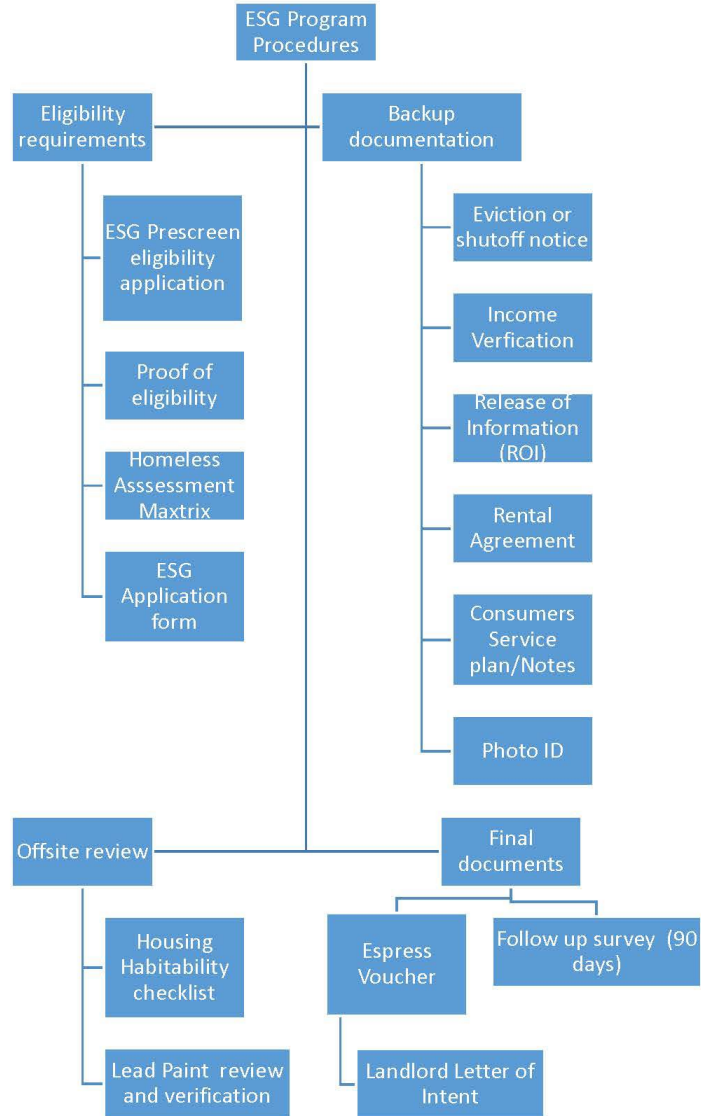 ESG Program
Procedures
Eligibility
requirements
Backup
documentation
ESG Prescreen
eligibility
application
Proof of
eligibility
Homeless
Asssessment
Maxtrix
ESG
Application
form
Eviction or
shutoff notice
Income
Verfication
Release of
Information
(ROI)
Rental
Agreement
Consumers
Service
plan/Notes
Photo ID
Offsite review
Final
documents
Housing
Habitability
checklist
Lead Paint review
and verification
Espress
Voucher
Follow up survey (90
days)
Landlord Letter of
Intent